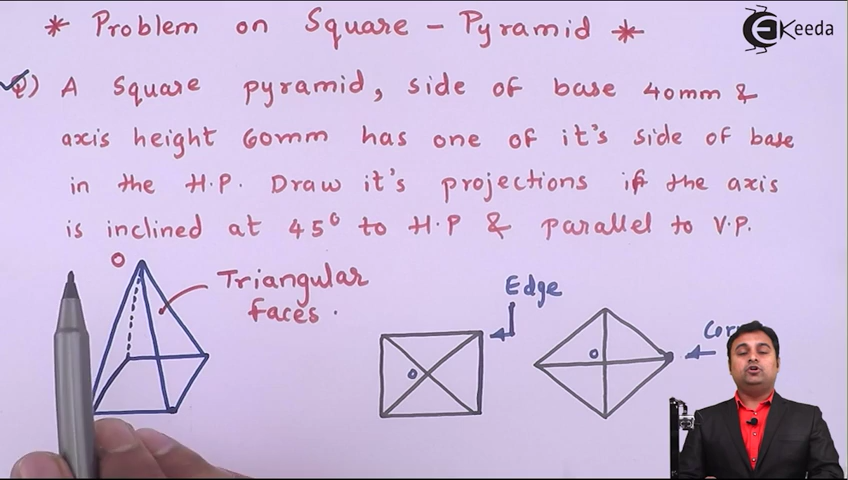 * Problem on Square - Pyramid *
Keeda
Q) A Square pyramid, side of base 40mm &
axis height 60mm has one of it's side of base
in the H.P. Draw it's projections if the axis
is inclined at 45° to H.P & parallel to V.P.
O
Triangular
faces.
Edge
O
O